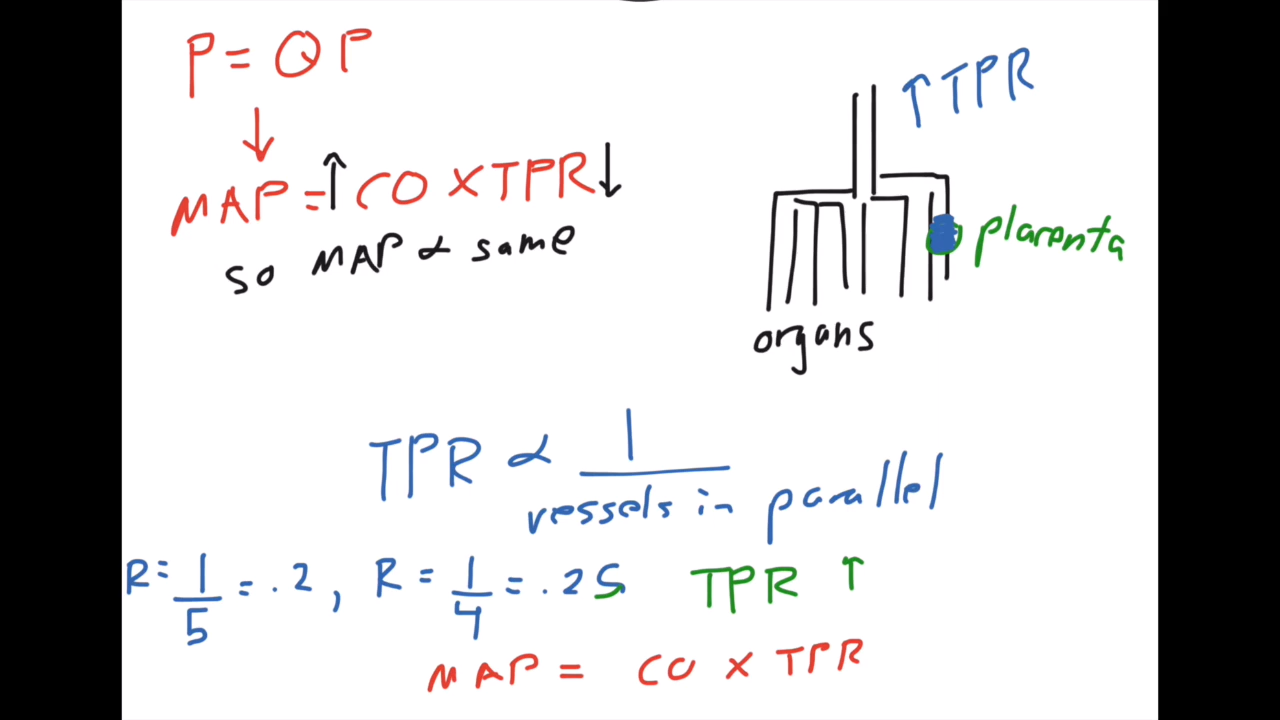 P = QP
↑TPR
↓
MAP = ↑ CO x TPR ↓
so MAP ∝ same
placenta
organs
TPR ∝ 1
vessels in parallel
R = 1/5 = .2, R = 1/4 = .25 TPR ↑
MAP = CO x TPR